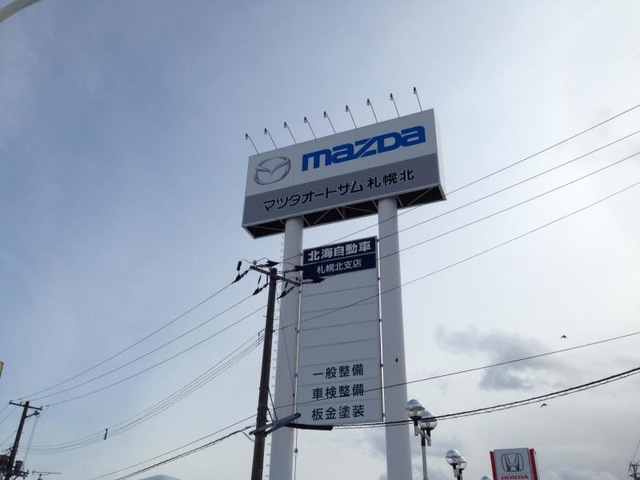 mazda
マツダオートザム札幌北
北海自動車
札幌北支店
一般整備
車検整備
板金塗装
HONDA